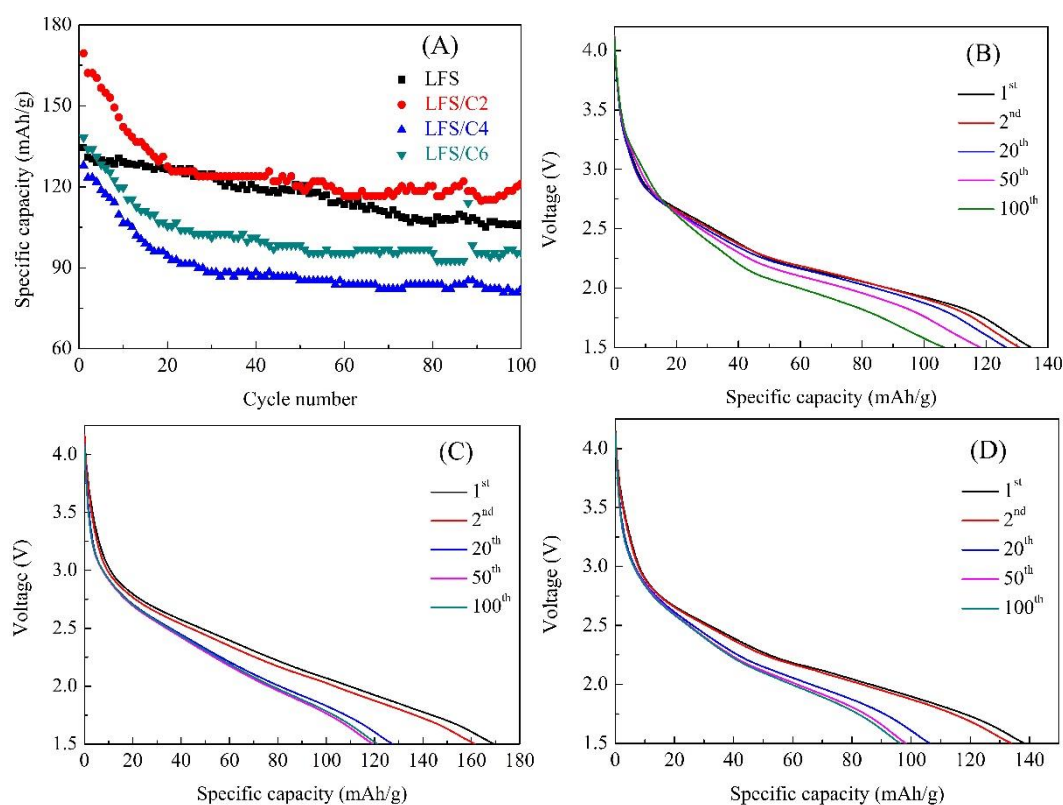 180
150
120
90
60
Specific capacity (mAh/g)
(A)
LFS
LFS/C2
LFS/C4
LFS/C6
0 20 40 60 80 100
Cycle number
4.0
3.5
3.0
2.5
2.0
1.5
Voltage (V)
(B)
1st
2nd
20th
50th
100th
0 20 40 60 80 100 120 140
Specific capacity (mAh/g)
4.0
3.5
3.0
2.5
2.0
1.5
Voltage (V)
(C)
1st
2nd
20th
50th
100th
0 20 40 60 80 100 120 140 160 180
Specific capacity (mAh/g)
4.0
3.5
3.0
2.5
2.0
1.5
Voltage (V)
(D)
1st
2nd
20th
50th
100th
0 20 40 60 80 100 120 140
Specific capacity (mAh/g)